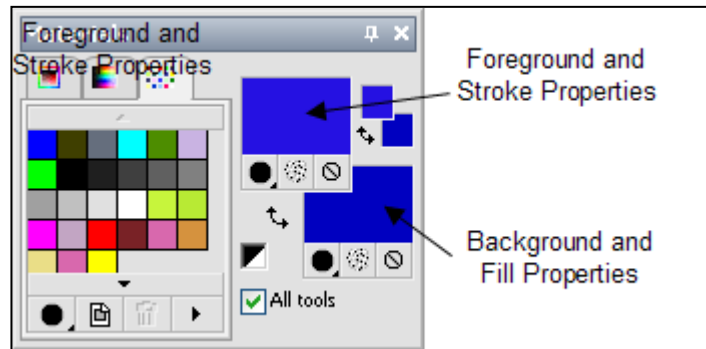 Foreground and
Stroke Properties
Foreground and
Stroke Properties
Background and
Fill Properties
All tools